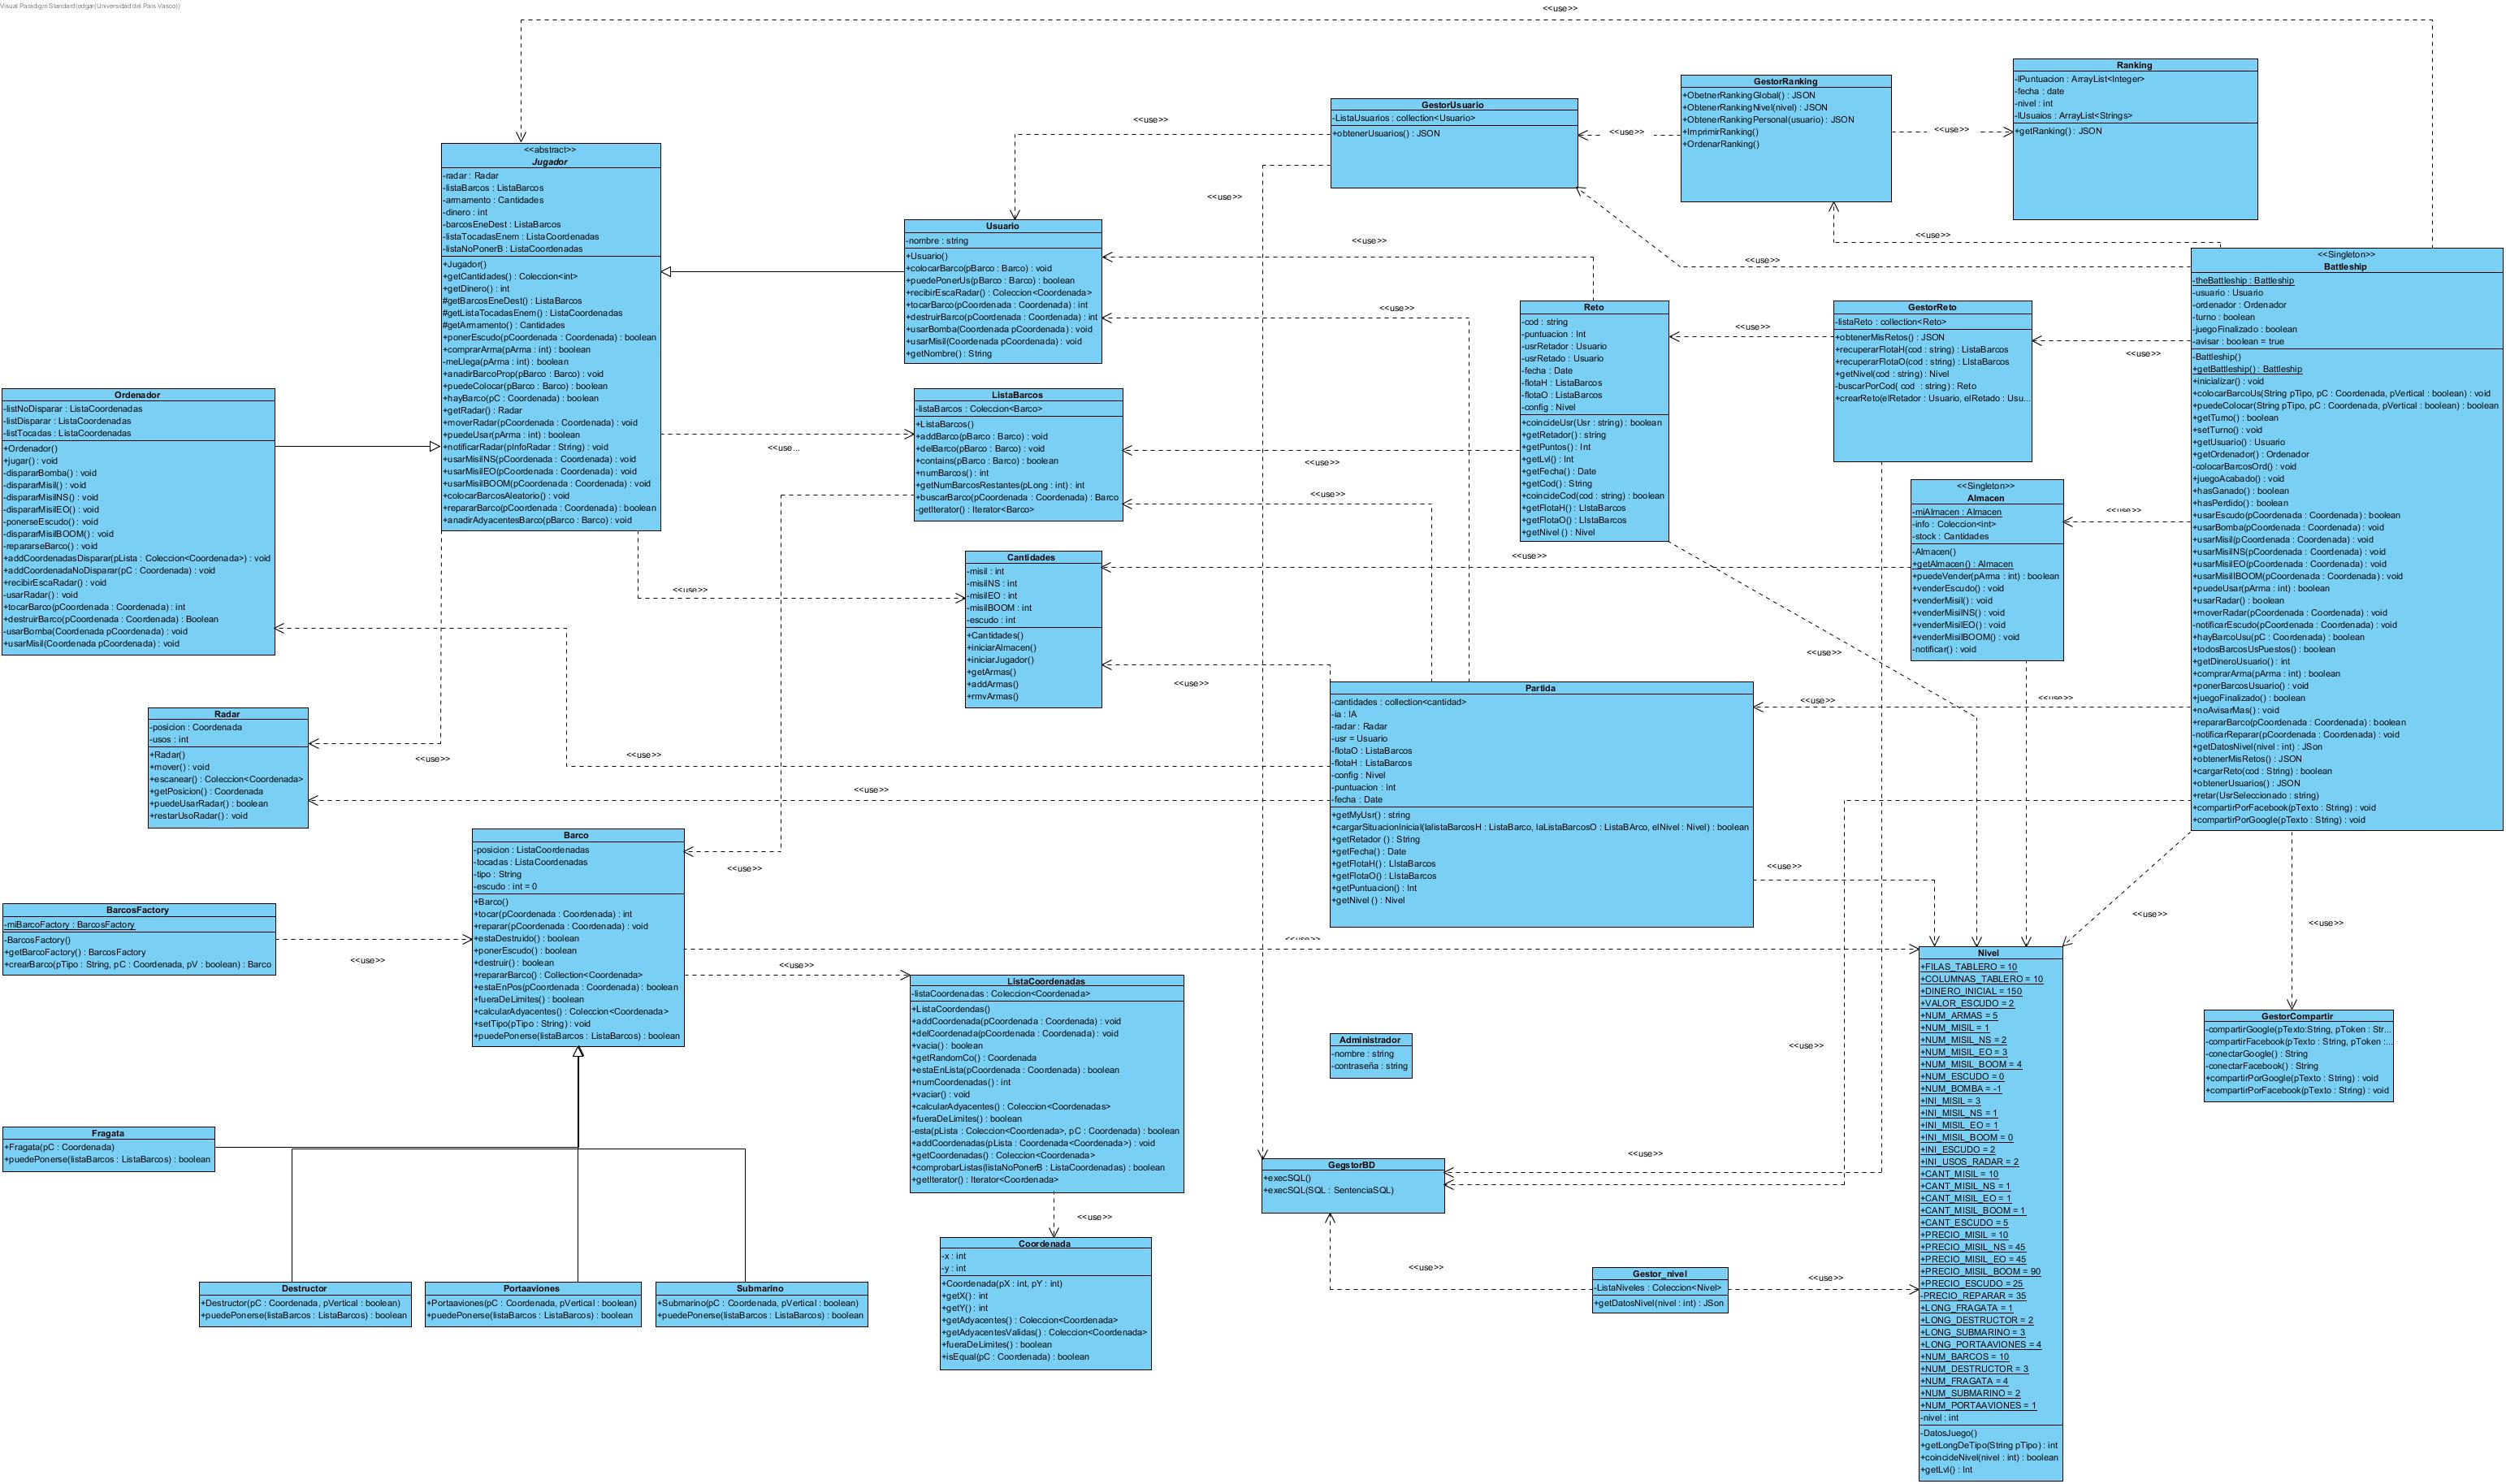 Visual Paradigm Standard(edgar(Universidad del Pais Vasco))
<<use>>
Ranking
-lPuntuacion : ArrayList<Integer>
-fecha : date
-nivel : int
-lUsuaios : ArrayList<Strings>
+getRanking() : JSON
GestorRanking
+ObetnerRankingGlobal() : JSON
+ObtenerRankingNivel(nivel) : JSON
+ObtenerRankingPersonal(usuario) : JSON
+ImprimirRanking()
+OrdenarRanking()
<<use>>
<<use>>
GestorUsuario
-ListaUsuarios : collection<Usuario>
+obtenerUsuarios() : JSON
<<use>>
<<use>>
<<use>>
<<use>>
<<use>>
<<abstract>>
Jugador
-radar : Radar
-listaBarcos : ListaBarcos
-armamento : Cantidades
-dinero : int
-barcosEneDest : ListaBarcos
-listaTocadasEnem : ListaCoordenadas
-listaNoPonerB : ListaCoordenadas
+Jugador()
+getCantidades() : Coleccion<int>
+getDinero() : int
#getBarcosEneDest() : ListaBarcos
#getListaTocadasEnem() : ListaCoordenadas
#getArmamento() : Cantidades
+ponerEscudo(pCoordenada : Coordenada) : boolean
+comprarArma(pArma : int) : boolean
-meLlega(pArma : int) : boolean
+anadirBarcoProp(pBarco : Barco) : void
+puedeColocar(pBarco : Barco) : boolean
+hayBarco(pC : Coordenada) : boolean
+getRadar() : Radar
+moverRadar(pCoordenada : Coordenada) : void
+puedeUsar(pArma : int) : boolean
+notificarRadar(pInfoRadar : String) : void
+usarMisilNS(pCoordenada : Coordenada) : void
+usarMisilEO(pCoordenada : Coordenada) : void
+usarMisilBOOM(pCoordenada : Coordenada) : void
+colocarBarcosAleatorio() : void
+repararBarco(pCoordenada : Coordenada) : boolean
+anadirAdyacentesBarco(pBarco : Barco) : void
Usuario
-nombre : string
+Usuario()
+colocarBarco(pBarco : Barco) : void
+puedePonerUs(pBarco : Barco) : boolean
+recibirEscaRadar() : Coleccion<Coordenada>
+tocarBarco(pCoordenada : Coordenada) : int
+destruirBarco(pCoordenada : Coordenada) : int
+usarBomba(Coordenada pCoordenada) : void
+usarMisil(Coordenada pCoordenada) : void
+getNombre() : String
<<use>>
<<use>>
Reto
-cod : string
-puntuacion : Int
-usrRetador : Usuario
-usrRetado : Usuario
-fecha : Date
-flotaH : ListaBarcos
-flotaO : ListaBarcos
-config : Nivel
+coincideUsr(Usr : string) : boolean
+getRetador() : string
+getPuntos() : Int
+getLvl() : Int
+getFecha() : Date
+getCod() : String
+coincideCod(cod : string) : boolean
+getFlotaH() : LIstaBarcos
+getFlotaO() : LIstaBarcos
+getNivel () : Nivel
GestorReto
-listaReto : collection<Reto>
+obtenerMisRetos() : JSON
+recuperarFlotaH(cod : string) : ListaBarcos
+recuperarFlotaO(cod : string) : LIstaBarcos
+getNivel(cod : string) : Nivel
-buscarPorCod( cod : string) : Reto
+crearReto(elRetador : Usuario, elRetado : Usu...
<<use>>
<<use>>
<<Singleton>>
Battleship
-theBattleship : Battleship
-usuario : Usuario
-ordenador : Ordenador
-turno : boolean
-juegoFinalizado : boolean
-avisar : boolean = true
-Battleship()
+getBattleship() : Battleship
+inicializar() : void
+colocarBarcoUs(String pTipo, pC : Coordenada, pVertical : boolean) : void
+puedeColocar(String pTipo, pC : Coordenada, pVertical : boolean) : boolean
+getTurno() : boolean
+setTurno() : void
+getUsuario() : Usuario
+getOrdenador() : Ordenador
-colocarBarcosOrd() : void
+juegoAcabado() : void
+hasGanado() : boolean
+hasPerdido() : boolean
+usarEscudo(pCoordenada : Coordenada) : boolean
+usarBomba(pCoordenada : Coordenada) : void
+usarMisil(pCoordenada : Coordenada) : void
+usarMisilNS(pCoordenada : Coordenada) : void
+usarMisilEO(pCoordenada : Coordenada) : void
+usarMisilBOOM(pCoordenada : Coordenada) : void
+puedeUsar(pArma : int) : boolean
+usarRadar() : boolean
+moverRadar(pCoordenada : Coordenada) : void
-notificarEscudo(pCoordenada : Coordenada) : void
+hayBarcoUsu(pC : Coordenada) : boolean
+todosBarcosUsPuestos() : boolean
+getDineroUsuario() : int
+comprarArma(pArma : int) : boolean
+ponerBarcosUsuario() : void
+juegoFinalizado() : boolean
+noAvisarMas() : void
+repararBarco(pCoordenada : Coordenada) : boolean
-notificarReparar(pCoordenada : Coordenada) : void
+getDatosNivel(nivel : int) : JSon
+obtenerMisRetos() : JSON
+cargarReto(cod : String) : boolean
+obtenerUsuarios() : JSON
+retar(UsrSeleccionado : string)
+compartirPorFacebook(pTexto : String) : void
+compartirPorGoogle(pTexto : String) : void
Ordenador
-listNoDisparar : ListaCoordenadas
-listDisparar : ListaCoordenadas
-listTocadas : ListaCoordenadas
+Ordenador()
+jugar() : void
-dispararBomba() : void
-dispararMisil() : void
-dispararMisilNS() : void
-dispararMisilEO() : void
-ponerseEscudo() : void
-dispararMisilBOOM() : void
-repararseBarco() : void
+addCoordenadasDisparar(pLista : Coleccion<Coordenada>) : void
+addCoordenadaNoDisparar(pC : Coordenada) : void
+recibirEscaRadar() : void
-usarRadar() : void
+tocarBarco(pCoordenada : Coordenada) : int
+destruirBarco(pCoordenada : Coordenada) : Boolean
-usarBomba(Coordenada pCoordenada) : void
+usarMisil(Coordenada pCoordenada) : void
ListaBarcos
-listaBarcos : Coleccion<Barco>
+ListaBarcos()
+addBarco(pBarco : Barco) : void
+delBarco(pBarco : Barco) : void
+contains(pBarco : Barco) : boolean
+numBarcos() : int
+getNumBarcosRestantes(pLong : int) : int
+buscarBarco(pCoordenada : Coordenada) : Barco
-getIterator() : Iterator<Barco>
<<use...
<<use>>
<<use>>
<<Singleton>>
Almacen
-miAlmacen : Almacen
-info : Coleccion<int>
-stock : Cantidades
-Almacen()
+getAlmacen() : Almacen
+puedeVender(pArma : int) : boolean
+venderEscudo() : void
+venderMisil() : void
+venderMisilNS() : void
+venderMisilEO() : void
+venderMisilBOOM() : void
-notificar() : void
<<use>>
<<use>>
Cantidades
-misil : int
-misilNS : int
-misilEO : int
-misilBOOM : int
-escudo : int
+Cantidades()
+iniciarAlmacen()
+iniciarJugador()
+getArmas()
+addArmas()
+rmvArmas()
<<use>>
<<use>>
<<use>>
<<use>>
<<use>>
Partida
-cantidades : collection<cantidad>
-ia : IA
-radar : Radar
-usr = Usuario
-flotaO : ListaBarcos
-flotaH : ListaBarcos
-config : Nivel
-puntuacion : Int
-fecha : Date
+getMyUsr() : string
+cargarSituacionInicial(lalistaBarcosH : ListaBarco, laListaBarcosO : ListaBArco, elNivel : Nivel) : boolean
+getRetador () : String
+getFecha() : Date
+getFlotaH() : LIstaBarcos
+getFlotaO() : LIstaBarcos
+getPuntuacion() : Int
+getNivel () : Nivel
Radar
-posicion : Coordenada
-usos : int
+Radar()
+mover() : void
+escanear() : Coleccion<Coordenada>
+getPosicion() : Coordenada
+puedeUsarRadar() : boolean
+restarUsoRadar() : void
<<use>>
<<use>>
<<use>>
<<use>>
<<use>>
Barco
-posicion : ListaCoordenadas
-tocadas : ListaCoordenadas
-tipo : String
-escudo : int = 0
+Barco()
+tocar(pCoordenada : Coordenada) : int
+reparar(pCoordenada : Coordenada) : void
+estaDestruido() : boolean
+ponerEscudo() : boolean
+destruir() : boolean
+repararBarco() : Collection<Coordenada>
+estaEnPos(pCoordenada : Coordenada) : boolean
+fueraDeLimites() : boolean
+calcularAdyacentes() : Coleccion<Coordenada>
+setTipo(pTipo : String) : void
+puedePonerse(listaBarcos : ListaBarcos) : boolean
BarcosFactory
-miBarcoFactory : BarcosFactory
-BarcosFactory()
+getBarcoFactory() : BarcosFactory
+crearBarco(pTipo : String, pC : Coordenada, pV : boolean) : Barco
<<use>>
<<use>>
<<use>>
<<use>>
<<use>>
ListaCoordenadas
-listaCoordenadas : Coleccion<Coordenada>
+ListaCoordendas()
+addCoordenada(pCoordenada : Coordenada) : void
+delCoordenada(pCoordenada : Coordenada) : void
+vacia() : boolean
+getRandomCo() : Coordenada
+estaEnLista(pCoordenada : Coordenada) : boolean
+numCoordenadas() : int
+vaciar() : void
+calcularAdyacentes() : Coleccion<Coordenadas>
+fueraDeLimites() : boolean
-esta(pLista : Coleccion<Coordenada>, pC : Coordenada) : boolean
+addCoordenadas(pLista : Coordenada<Coordenada>) : void
+getCoordenadas() : Coleccion<Coordenada>
+comprobarListas(listaNoPonerB : ListaCoordenadas) : boolean
+getIterator() : Iterator<Coordenada>
Nivel
+FILAS_TABLERO = 10
+COLUMNAS_TABLERO = 10
+DINERO_INICIAL = 150
+VALOR_ESCUDO = 2
+NUM_ARMAS = 5
+NUM_MISIL = 1
+NUM_MISIL_NS = 2
+NUM_MISIL_EO = 3
+NUM_MISIL_BOOM = 4
+NUM_ESCUDO = 0
+NUM_BOMBA = -1
+INI_MISIL = 3
+INI_MISIL_NS = 1
+INI_MISIL_EO = 1
+INI_MISIL_BOOM = 0
+INI_ESCUDO = 2
+INI_USOS_RADAR = 2
+CANT_MISIL = 10
+CANT_MISIL_NS = 1
+CANT_MISIL_EO = 1
+CANT_MISIL_BOOM = 1
+CANT_ESCUDO = 5
+PRECIO_MISIL = 10
+PRECIO_MISIL_NS = 45
+PRECIO_MISIL_EO = 45
+PRECIO_MISIL_BOOM = 90
+PRECIO_ESCUDO = 25
-PRECIO_REPARAR = 35
+LONG_FRAGATA = 1
+LONG_DESTRUCTOR = 2
+LONG_SUBMARINO = 3
+LONG_PORTAAVIONES = 4
+NUM_BARCOS = 10
+NUM_DESTRUCTOR = 3
+NUM_FRAGATA = 4
+NUM_SUBMARINO = 2
+NUM_PORTAAVIONES = 1
-nivel : int
-DatosJuego()
+getLongDeTipo(String pTipo) : int
+coincideNivel(nivel : int) : boolean
+getLvl() : Int
GestorCompartir
-compartirGoogle(pTexto:String, pToken : Str...
-compartirFacebook(pTexto : String, pToken :...
-conectarGoogle() : String
-conectarFacebook() : String
+compartirPorGoogle(pTexto : String) : void
+compartirPorFacebook(pTexto : String) : void
Administrador
-nombre : string
-contraseña : string
<<use>>
Fragata
+Fragata(pC : Coordenada)
+puedePonerse(listaBarcos : ListaBarcos) : boolean
<<use>>
GegstorBD
+execSQL()
+execSQL(SQL : SentenciaSQL)
<<use>>
Coordenada
-x : int
-y : int
+Coordenada(pX : int, pY : int)
+getX() : int
+getY() : int
+getAdyacentes() : Coleccion<Coordenada>
+getAdyacentesValidas() : Coleccion<Coordenada>
+fueraDeLimites() : boolean
+isEqual(pC : Coordenada) : boolean
<<use>>
Gestor_nivel
-ListaNiveles : Coleccion<Nivel>
+getDatosNivel(nivel : int) : JSon
<<use>>
Destructor
+Destructor(pC : Coordenada, pVertical : boolean)
+puedePonerse(listaBarcos : ListaBarcos) : boolean
Portaaviones
+Portaaviones(pC : Coordenada, pVertical : boolean)
+puedePonerse(listaBarcos : ListaBarcos) : boolean
Submarino
+Submarino(pC : Coordenada, pVertical : boolean)
+puedePonerse(listaBarcos : ListaBarcos) : boolean